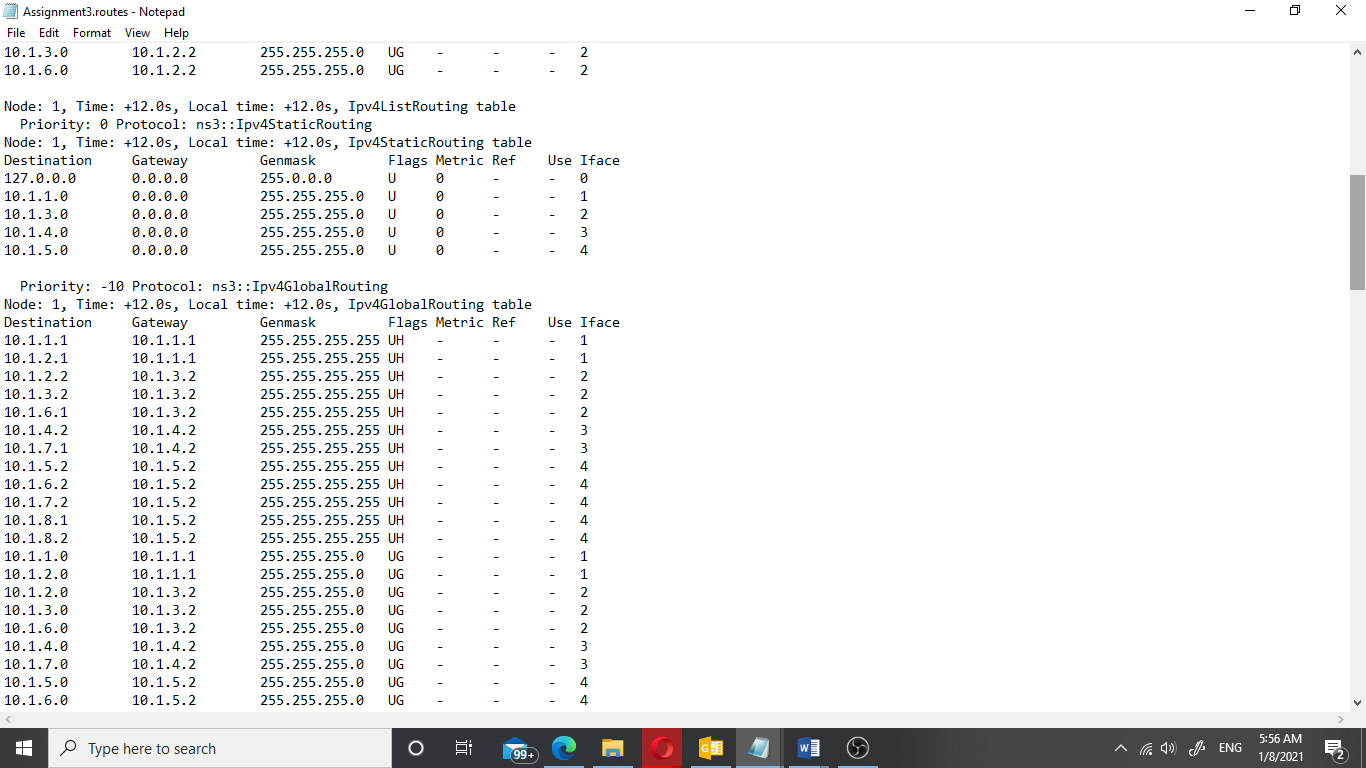 Assignment3.routes - Notepad
File Edit Format View Help
10.1.3.0 10.1.2.2 255.255.255.0 UG - - - 2
10.1.6.0 10.1.2.2 255.255.255.0 UG - - - 2
Node: 1, Time: +12.0s, Local time: +12.0s, Ipv4ListRouting table
Priority: 0 Protocol: ns3::Ipv4StaticRouting
Node: 1, Time: +12.0s, Local time: +12.0s, Ipv4StaticRouting table
Destination Gateway Genmask Flags Metric Ref Use Iface
127.0.0.0 0.0.0.0 255.0.0.0 U 0 - - 0
10.1.1.0 0.0.0.0 255.255.255.0 U 0 - - 1
10.1.3.0 0.0.0.0 255.255.255.0 U 0 - - 2
10.1.4.0 0.0.0.0 255.255.255.0 U 0 - - 3
10.1.5.0 0.0.0.0 255.255.255.0 U 0 - - 4
Priority: -10 Protocol: ns3::Ipv4GlobalRouting
Node: 1, Time: +12.0s, Local time: +12.0s, Ipv4GlobalRouting table
Destination Gateway Genmask Flags Metric Ref Use Iface
10.1.1.1 10.1.1.1 255.255.255.255 UH - - - 1
10.1.2.1 10.1.1.1 255.255.255.255 UH - - - 1
10.1.2.2 10.1.3.2 255.255.255.255 UH - - - 2
10.1.3.2 10.1.3.2 255.255.255.255 UH - - - 2
10.1.6.1 10.1.3.2 255.255.255.255 UH - - - 2
10.1.4.2 10.1.4.2 255.255.255.255 UH - - - 3
10.1.7.1 10.1.4.2 255.255.255.255 UH - - - 3
10.1.5.2 10.1.5.2 255.255.255.255 UH - - - 4
10.1.6.2 10.1.5.2 255.255.255.255 UH - - - 4
10.1.7.2 10.1.5.2 255.255.255.255 UH - - - 4
10.1.8.1 10.1.5.2 255.255.255.255 UH - - - 4
10.1.8.2 10.1.5.2 255.255.255.255 UH - - - 4
10.1.1.0 10.1.1.1 255.255.255.0 UG - - - 1
10.1.2.0 10.1.1.1 255.255.255.0 UG - - - 1
10.1.2.0 10.1.3.2 255.255.255.0 UG - - - 2
10.1.3.0 10.1.3.2 255.255.255.0 UG - - - 2
10.1.6.0 10.1.3.2 255.255.255.0 UG - - - 2
10.1.4.0 10.1.4.2 255.255.255.0 UG - - - 3
10.1.7.0 10.1.4.2 255.255.255.0 UG - - - 3
10.1.5.0 10.1.5.2 255.255.255.0 UG - - - 4
10.1.6.0 10.1.5.2 255.255.255.0 UG - - - 4
Type here to search 99+ ENG 5:56 AM
1/8/2021 2